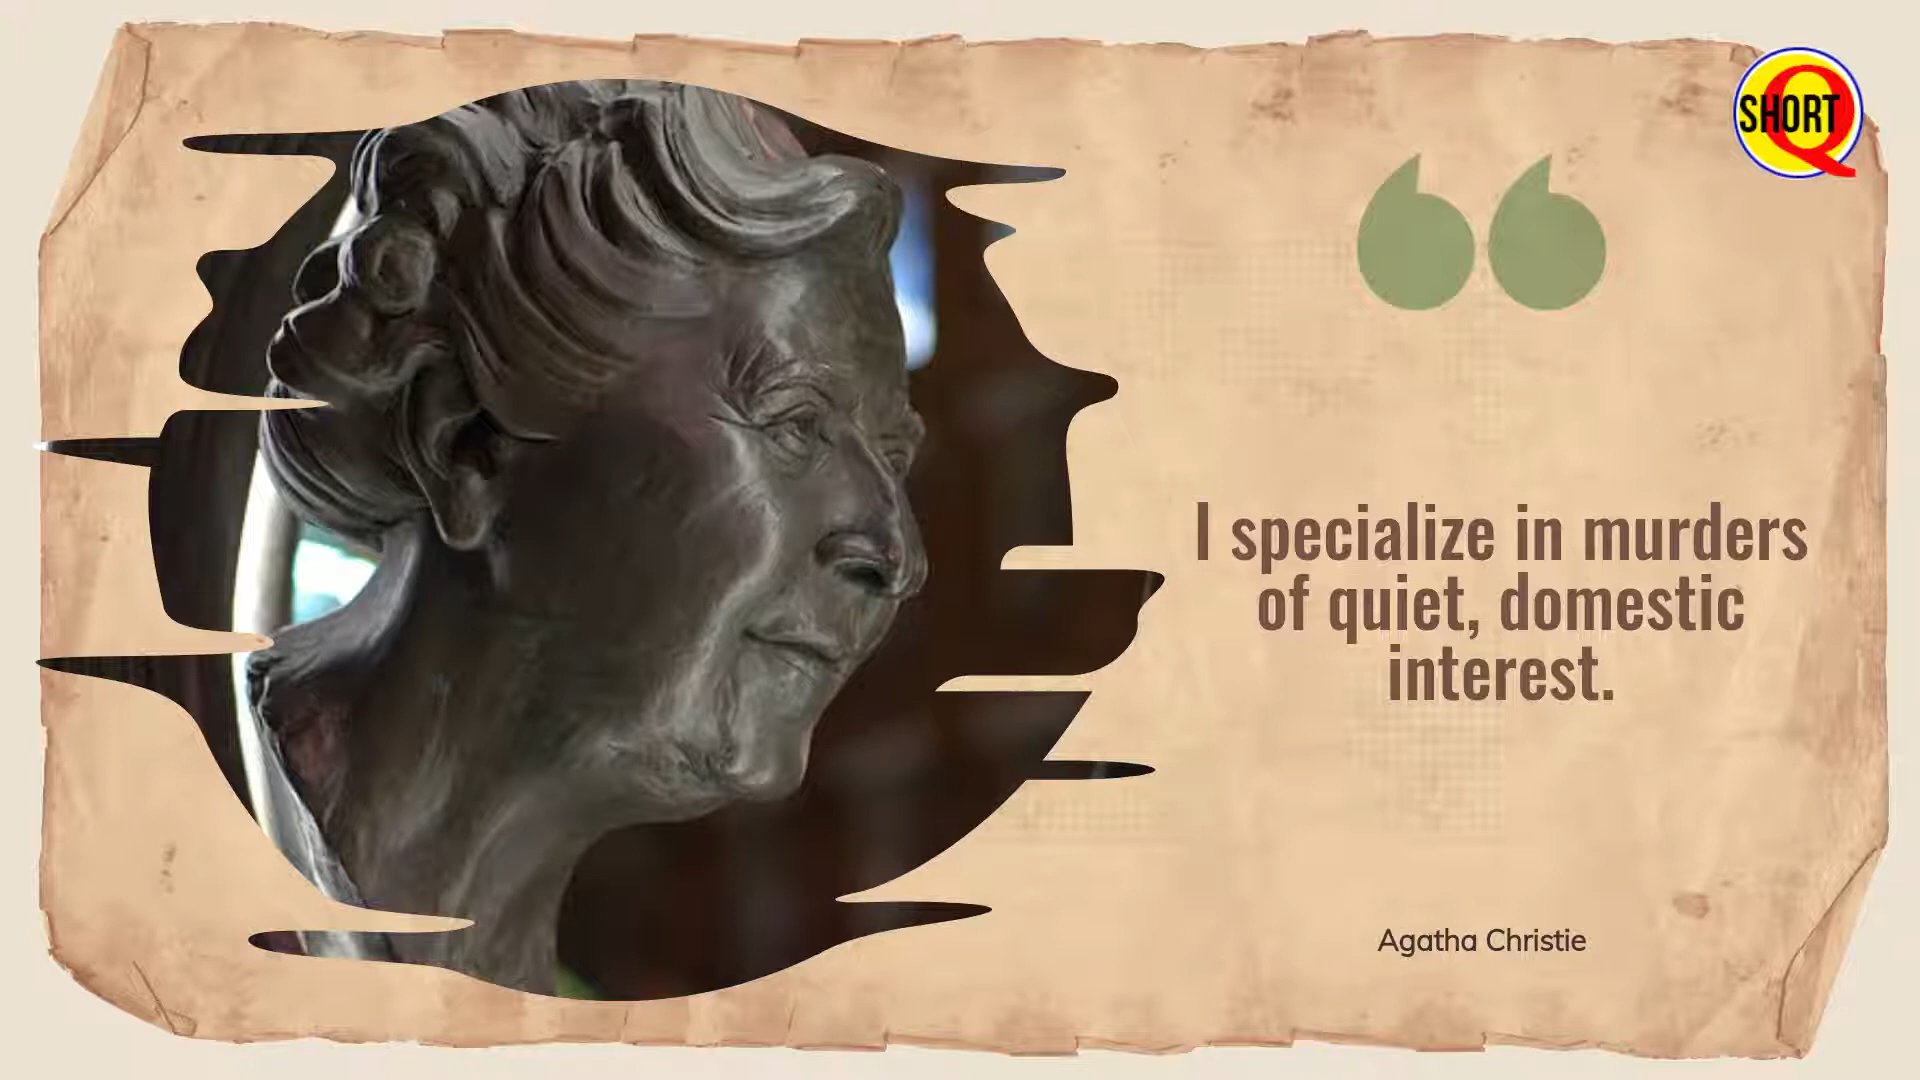 SHORT Q
I specialize in murders
of quiet, domestic
interest.
Agatha Christie